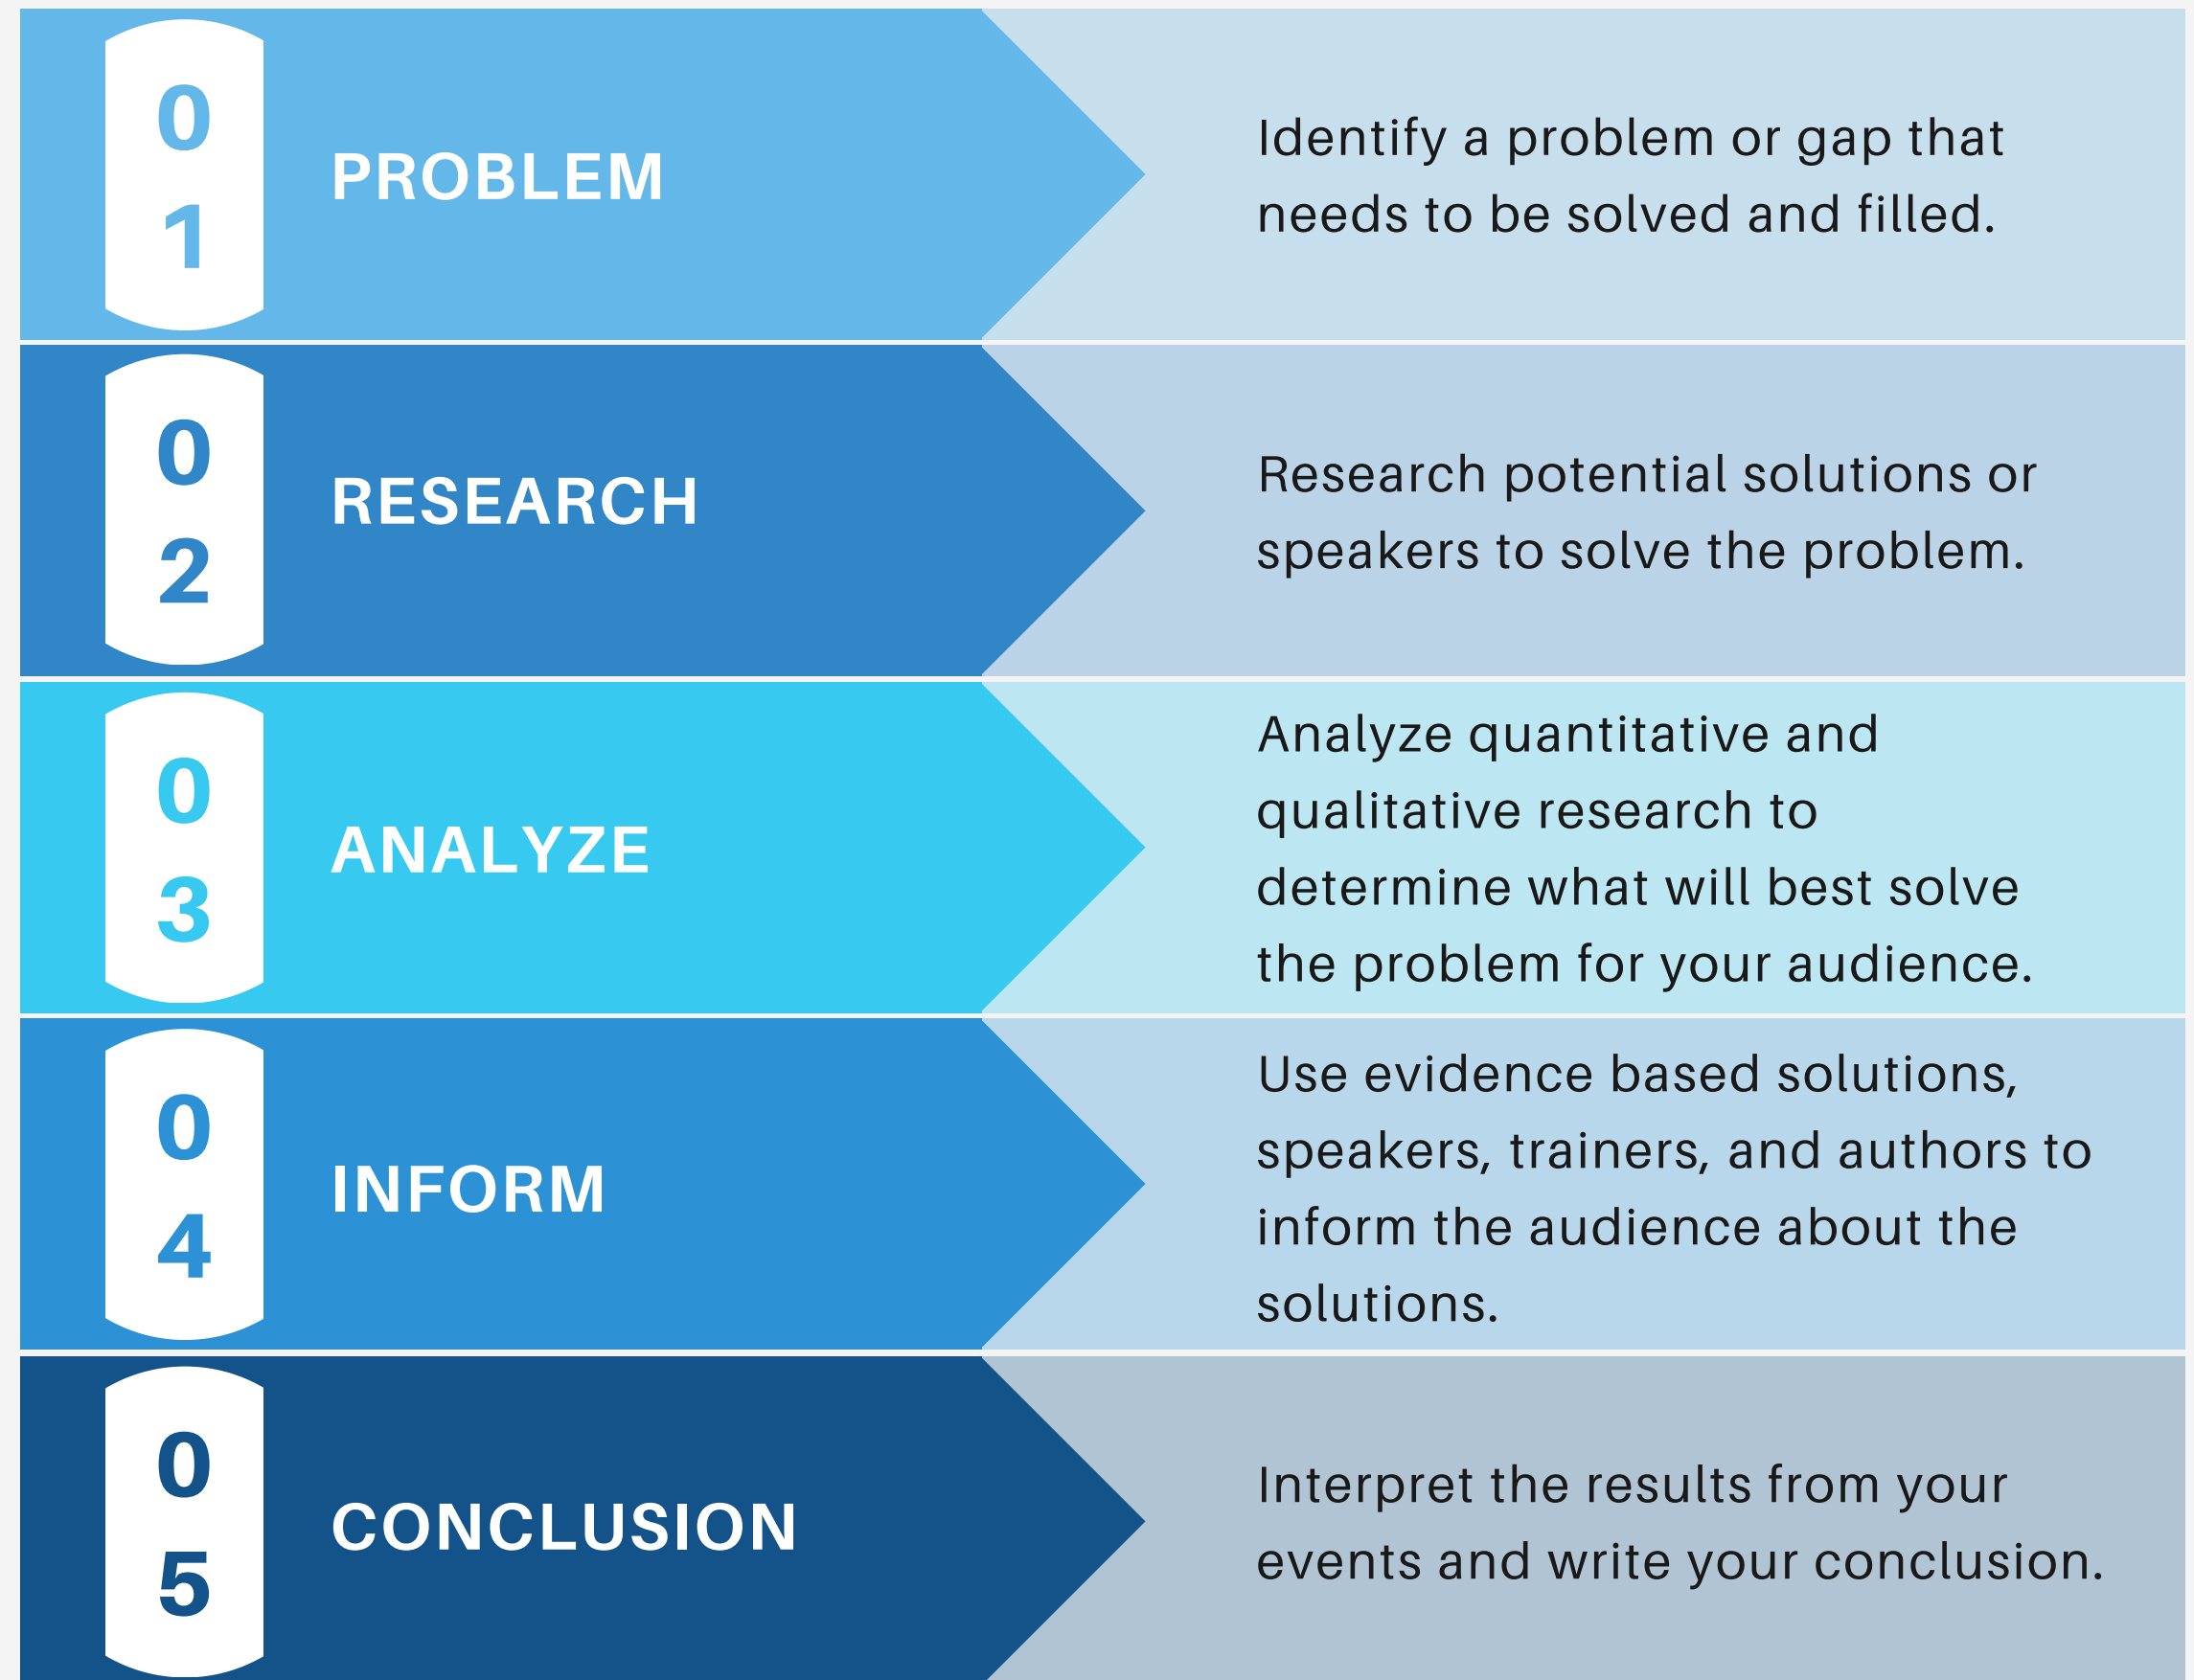 0
1
PROBLEM
Identify a problem or gap that
needs to be solved and filled.
0
2
RESEARCH
Research potential solutions or
speakers to solve the problem.
0
3
ANALYZE
Analyze quantitative and
qualitative research to
determine what will best solve
the problem for your audience.
0
4
INFORM
Use evidence based solutions,
speakers, trainers, and authors to
inform the audience about the
solutions.
0
5
CONCLUSION
Interpret the results from your
events and write your conclusion.